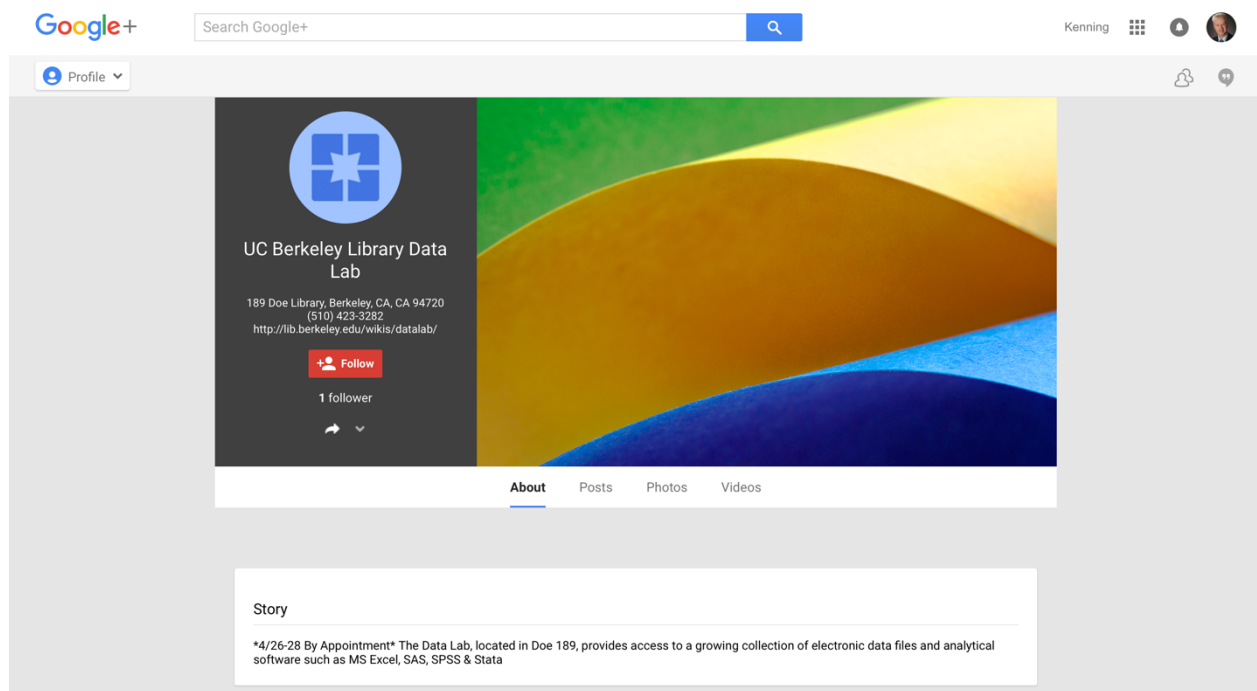 Google+
Search Google+
Kenning
Profile
UC Berkeley Library Data
Lab
189 Doe Library, Berkeley, CA, CA 94720
(510) 423-3282
http://lib.berkeley.edu/wikis/datalab/
Follow
1 follower
About Posts Photos Videos
Story
*4/26-28 By Appointment* The Data Lab, located in Doe 189, provides access to a growing collection of electronic data files and analytical
software such as MS Excel, SAS, SPSS & Stata